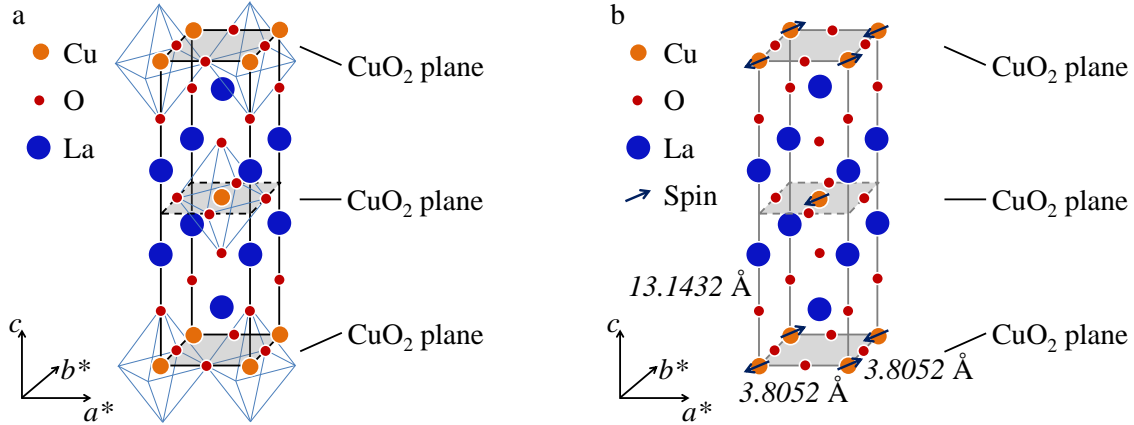 a
Cu
O
La
CuO₂ plane
CuO₂ plane
CuO₂ plane
c
b*
a*
b
Cu
O
La
Spin
CuO₂ plane
CuO₂ plane
CuO₂ plane
13.1432 Å
3.8052 Å
3.8052 Å
c
b*
a*